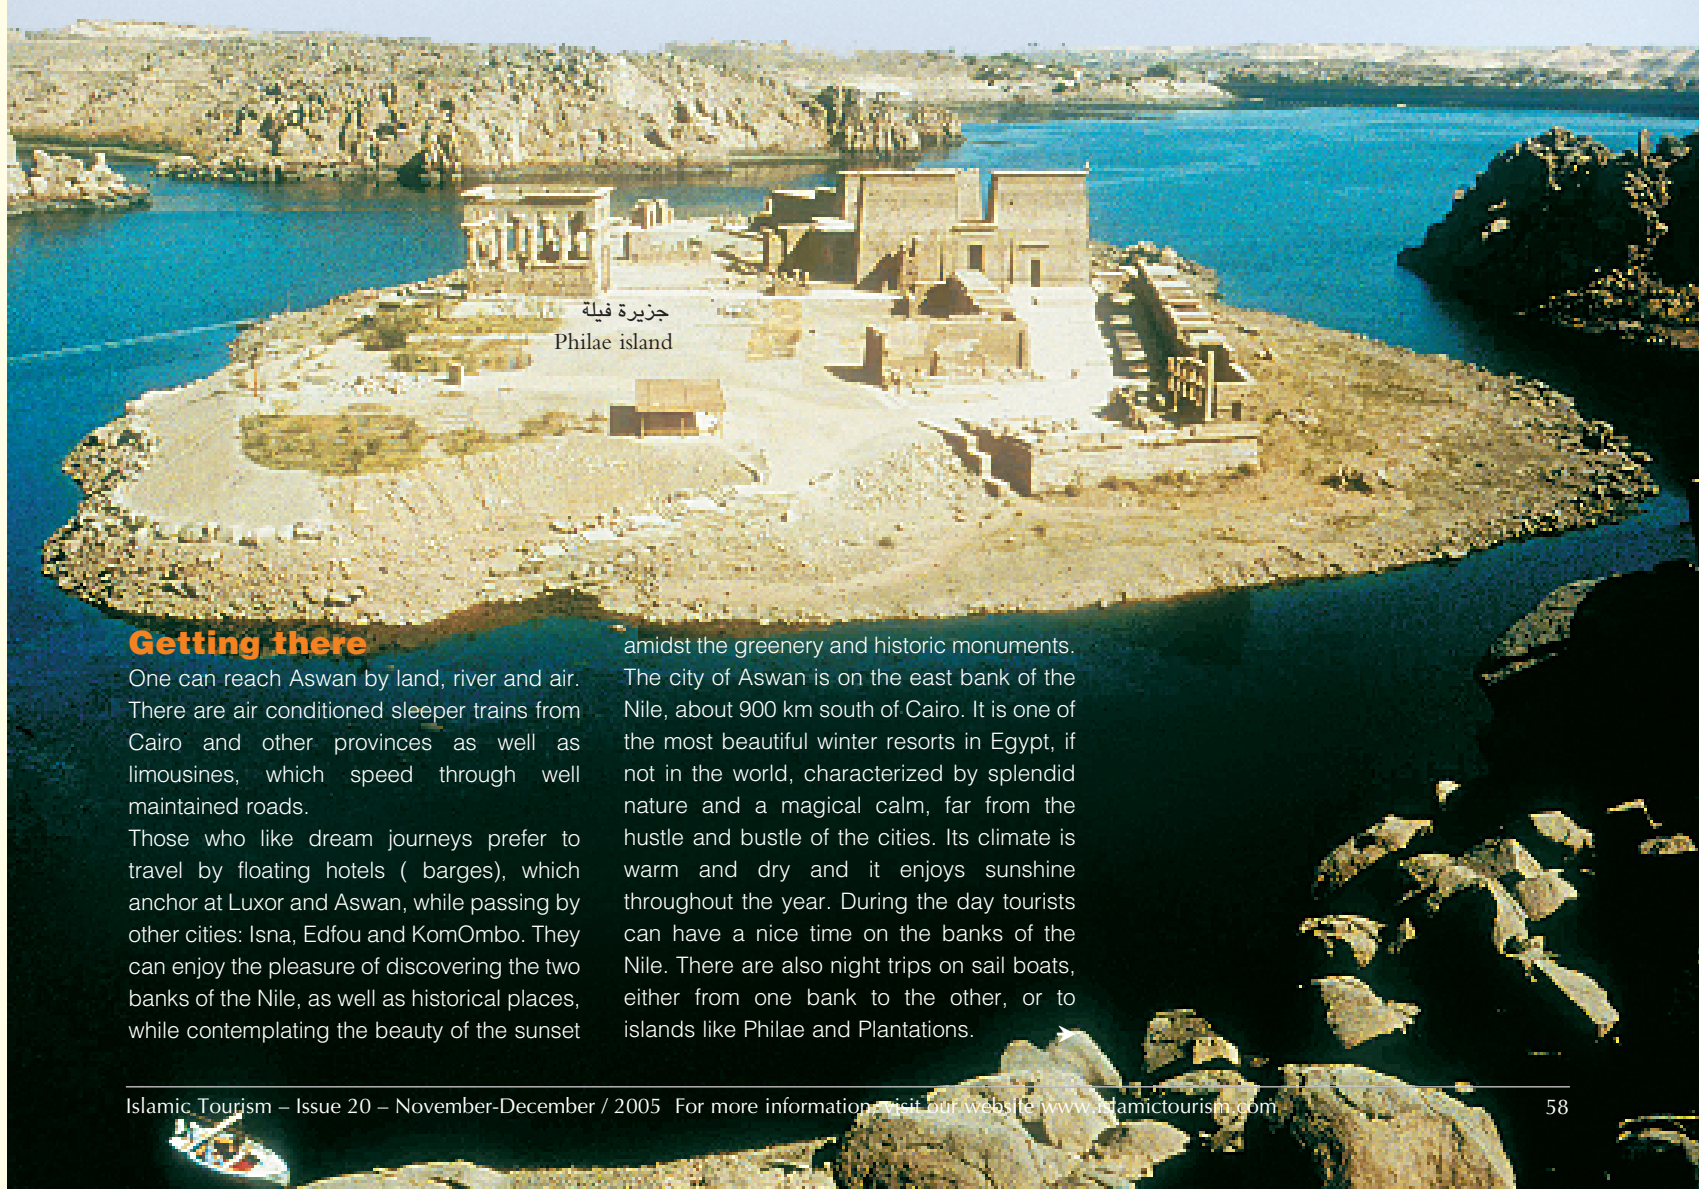 جزيرة فيلة
Philae island
Getting there
One can reach Aswan by land, river and air.
There are air conditioned sleeper trains from
Cairo and other provinces as well as
limousines, which speed through well
maintained roads.
Those who like dream journeys prefer to
travel by floating hotels ( barges), which
anchor at Luxor and Aswan, while passing by
other cities: Isna, Edfou and KomOmbo. They
can enjoy the pleasure of discovering the two
banks of the Nile, as well as historical places,
while contemplating the beauty of the sunset
amidst the greenery and historic monuments.
The city of Aswan is on the east bank of the
Nile, about 900 km south of Cairo. It is one of
the most beautiful winter resorts in Egypt, if
not in the world, characterized by splendid
nature and a magical calm, far from the
hustle and bustle of the cities. Its climate is
warm and dry and it enjoys sunshine
throughout the year. During the day tourists
can have a nice time on the banks of the
Nile. There are also night trips on sail boats,
either from one bank to the other, or to
islands like Philae and Plantations.
Islamic Tourism – Issue 20 – November-December / 2005 For more information, visit our website www.islamictourism.com 58